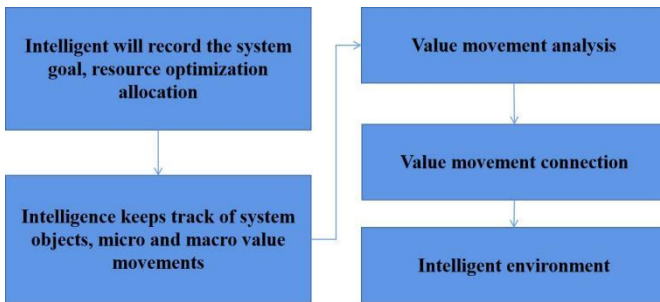 Intelligent will record the system
goal, resource optimization
allocation
Intelligence keeps track of system
objects, micro and macro value
movements
Value movement analysis
Value movement connection
Intelligent environment